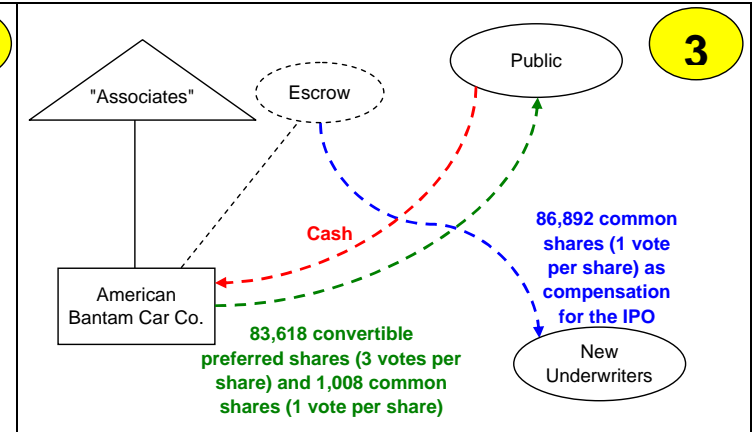 3
Public
"Associates"
Escrow
86,892 common
shares (1 vote
per share) as
compensation
for the IPO
Cash
American
Bantam Car Co.
83,618 convertible
preferred shares (3 votes per
share) and 1,008 common
shares (1 vote per share)
New
Underwriters